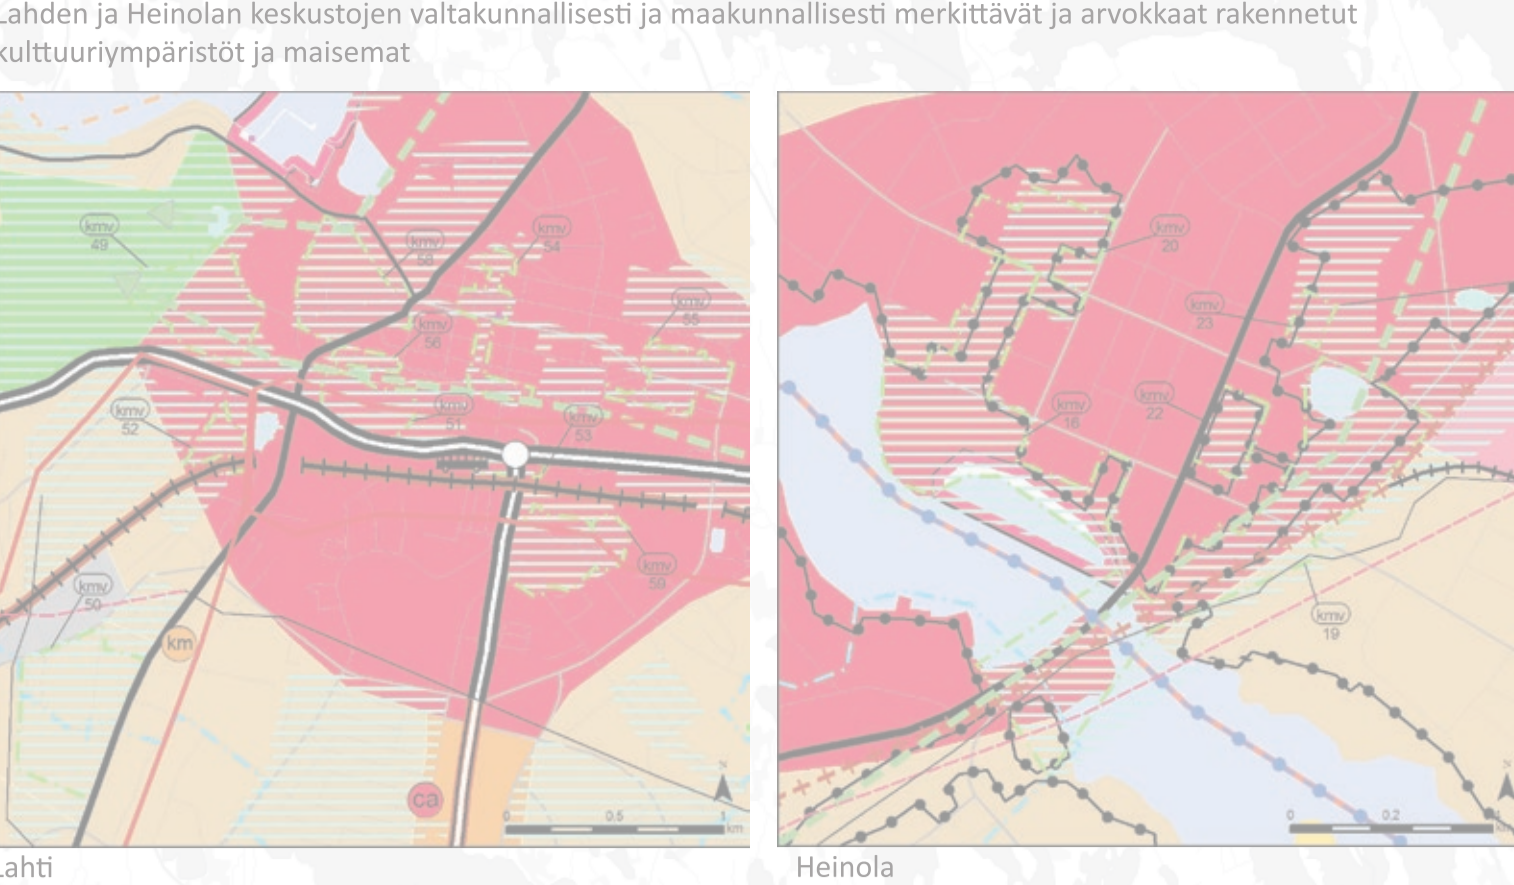 Lahden ja Heinolan keskustojen valtakunnallisesti ja maakunnallisesti merkittävät ja arvokkaat rakennetut
kulttuuriympäristöt ja maisemat
kmv
49
kmv
58
kmv
54
kmv
55
kmv
56
kmv
52
kmv
51
kmv
53
kmv
50
kmv
59
km
ca
0 0.5 1
km
kmv
20
kmv
23
kmv
22
kmv
16
kmv
19
0 0.2
Lahti
Heinola